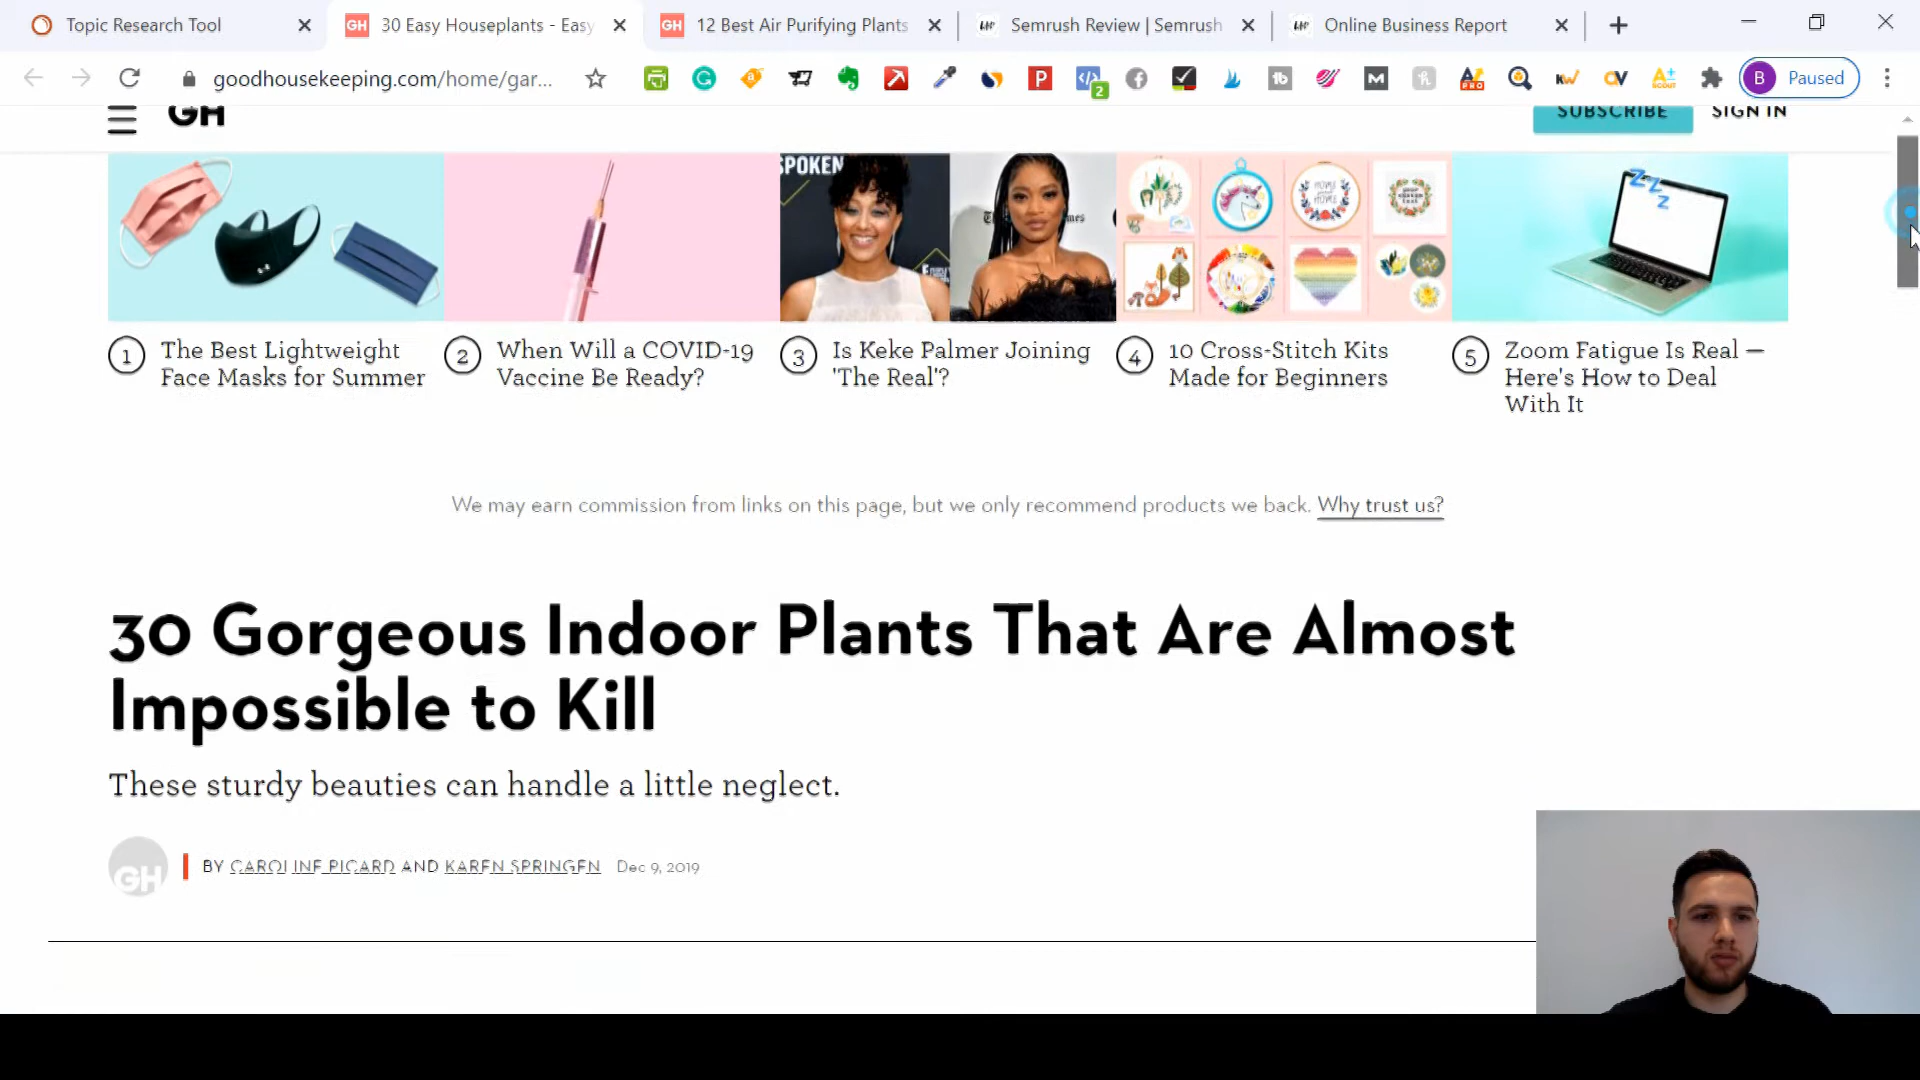 Topic Research Tool
30 Easy Houseplants - Easy
12 Best Air Purifying Plants
Semrush Review | Semrush
Online Business Report
goodhousekeeping.com/home/gar...
2
B Paused
GH
SUBSCRIBE
SIGN IN
SPOKEN
1 The Best Lightweight
Face Masks for Summer
2 When Will a COVID-19
Vaccine Be Ready?
3 Is Keke Palmer Joining
'The Real'?
4 10 Cross-Stitch Kits
Made for Beginners
5 Zoom Fatigue Is Real —
Here's How to Deal
With It
We may earn commission from links on this page, but we only recommend products we back. Why trust us?
30 Gorgeous Indoor Plants That Are Almost
Impossible to Kill
These sturdy beauties can handle a little neglect.
GH
BY CAROLINE PICARD AND KAREN SPRINGEN Dec 9, 2019